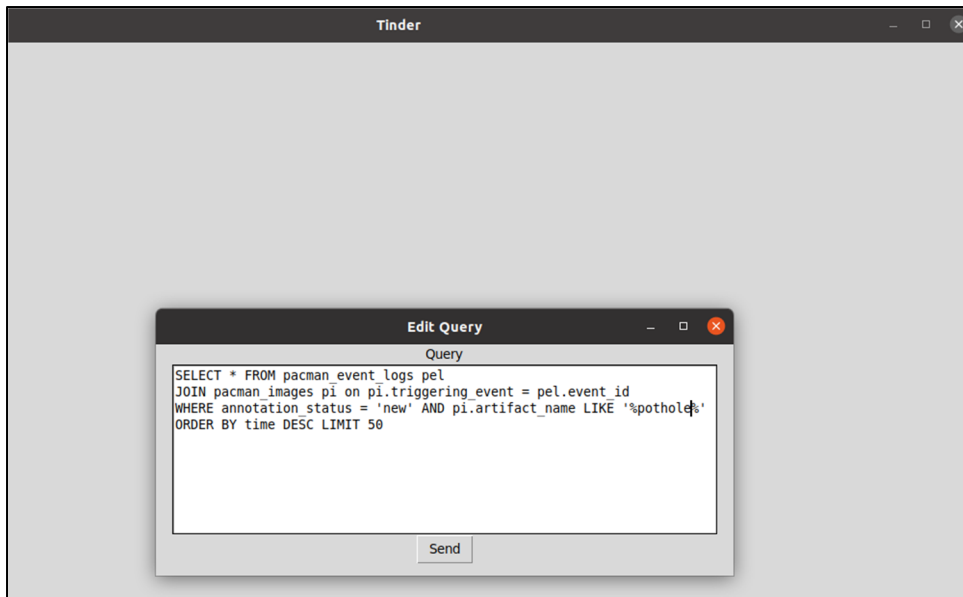 Tinder
Edit Query
Query
SELECT * FROM pacman_event_logs pel
JOIN pacman_images pi on pi.triggering_event = pel.event_id
WHERE annotation_status = 'new' AND pi.artifact_name LIKE '%pothole%'
ORDER BY time DESC LIMIT 50
Send